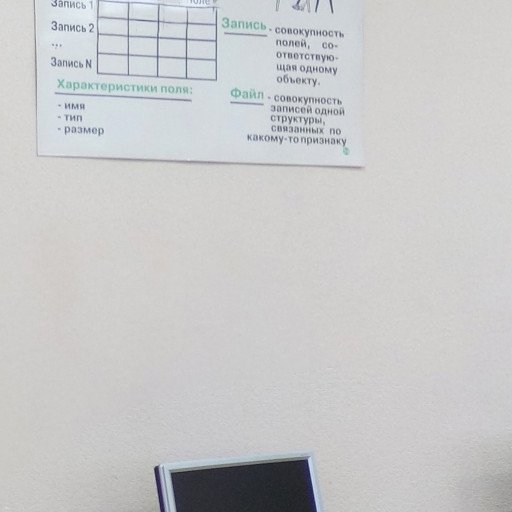 Запись 1
Запись 2
...
Запись N
Характеристики поля:
- имя
- тип
- размер
Запись - совокупность
полей, со-
ответствую-
щая одному
объекту.
Файл - совокупность
записей одной
структуры,
связанных по
какому-то признаку